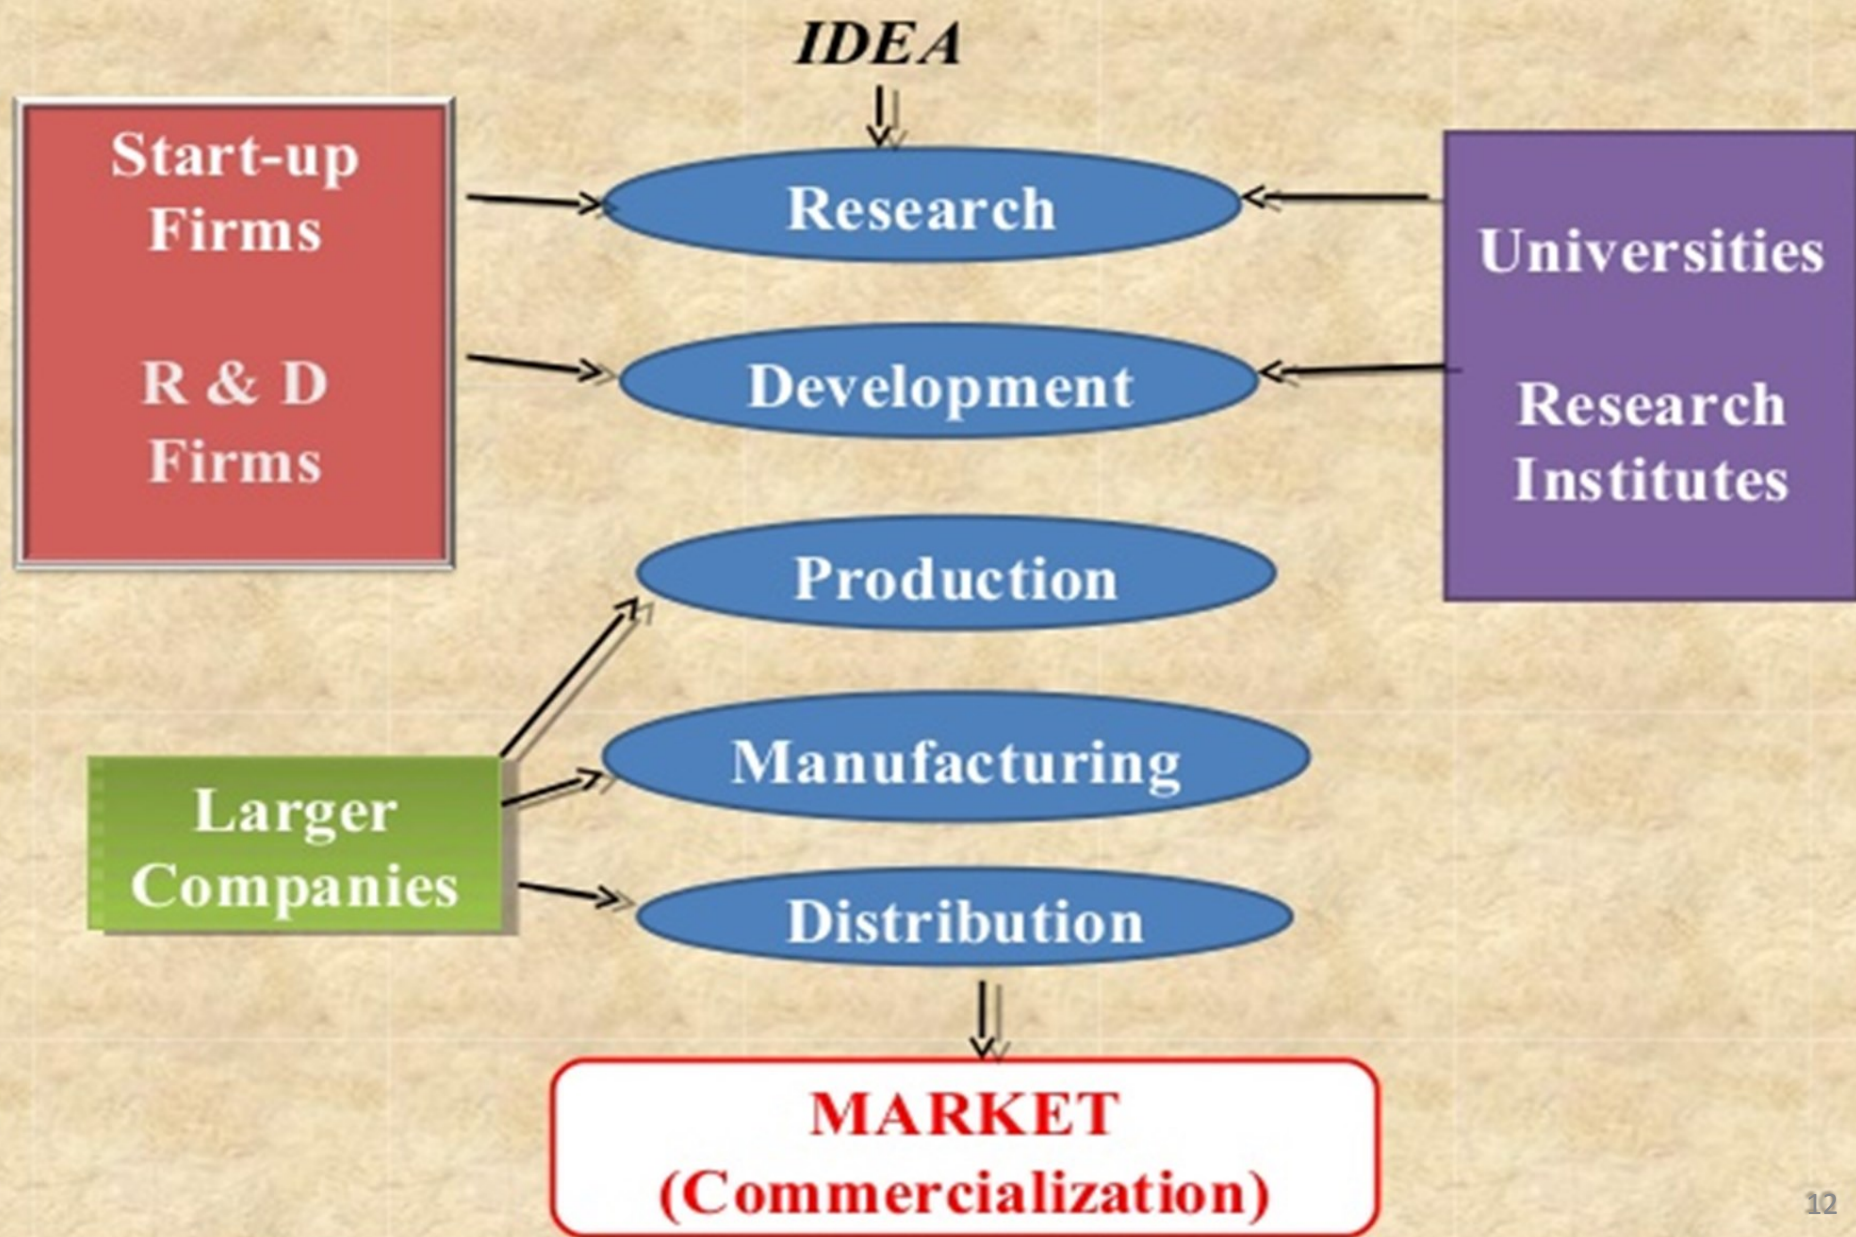 IDEA
Start-up
Firms
R & D
Firms
Research
Development
Universities
Research
Institutes
Production
Manufacturing
Larger
Companies
Distribution
MARKET
(Commercialization)
12